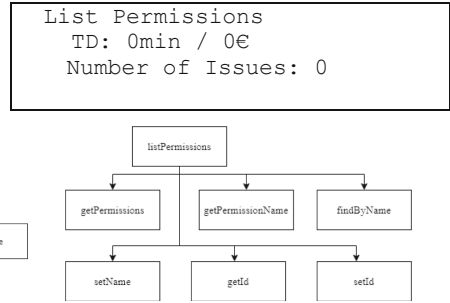 List Permissions
TD: 0min / 0€
Number of Issues: 0
listPermissions
getPermissions
getPermissionName
findByName
setName
getId
setId